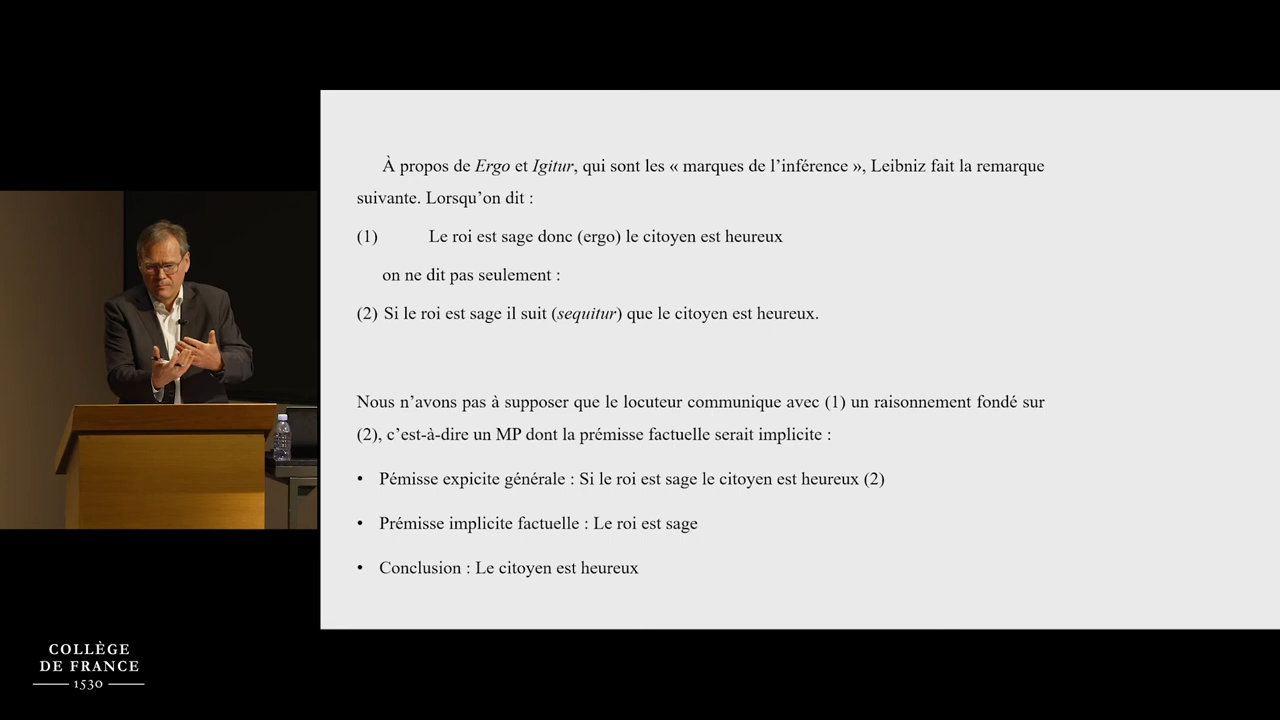 À propos de Ergo et Igitur, qui sont les « marques de l’inférence », Leibniz fait la remarque
suivante. Lorsqu’on dit :
(1) Le roi est sage donc (ergo) le citoyen est heureux
on ne dit pas seulement :
(2) Si le roi est sage il suit (sequitur) que le citoyen est heureux.
Nous n’avons pas à supposer que le locuteur communique avec (1) un raisonnement fondé sur
(2), c’est-à-dire un MP dont la prémisse factuelle serait implicite :
• Pémisse expicite générale : Si le roi est sage le citoyen est heureux (2)
• Prémisse implicite factuelle : Le roi est sage
• Conclusion : Le citoyen est heureux
COLLÈGE
DE FRANCE
1530